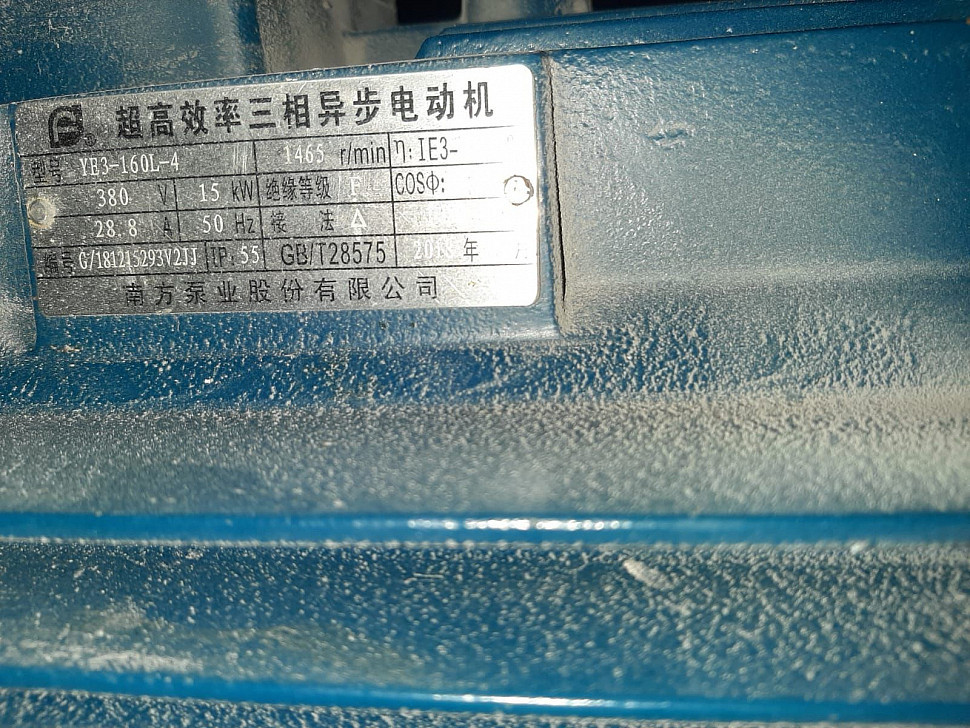 超高效率三相异步电动机
型号 YE3-160L-4 1465 r/min η: IE3-
380 V 15 kW 绝缘等级 F COSΦ:
28.8 A 50 Hz 接 法 △
编号 G/181215293V2JJ IP: 55 GB/T28575 年
南方泵业股份有限公司